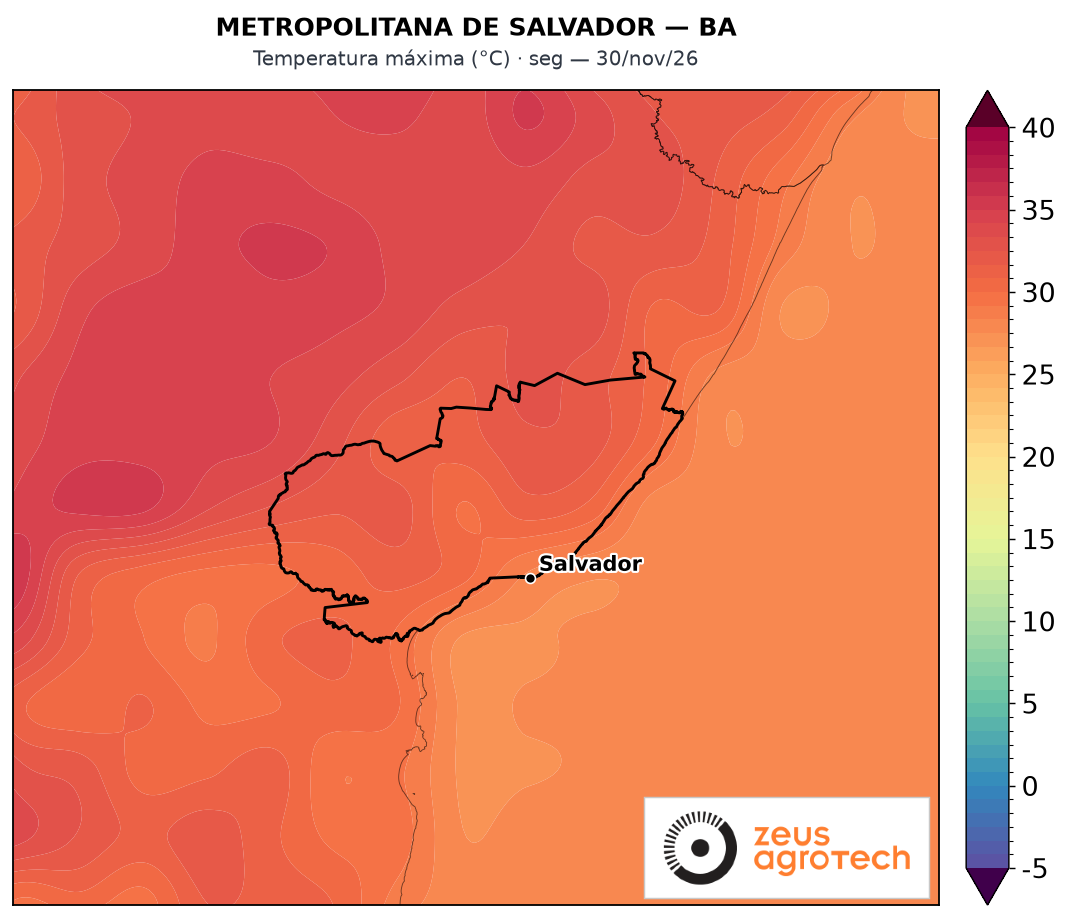 METROPOLITANA DE SALVADOR — BA
Temperatura máxima (°C) · seg — 30/nov/26
40
35
30
25
20
15
10
5
0
-5
Salvador
zeus
agrotech